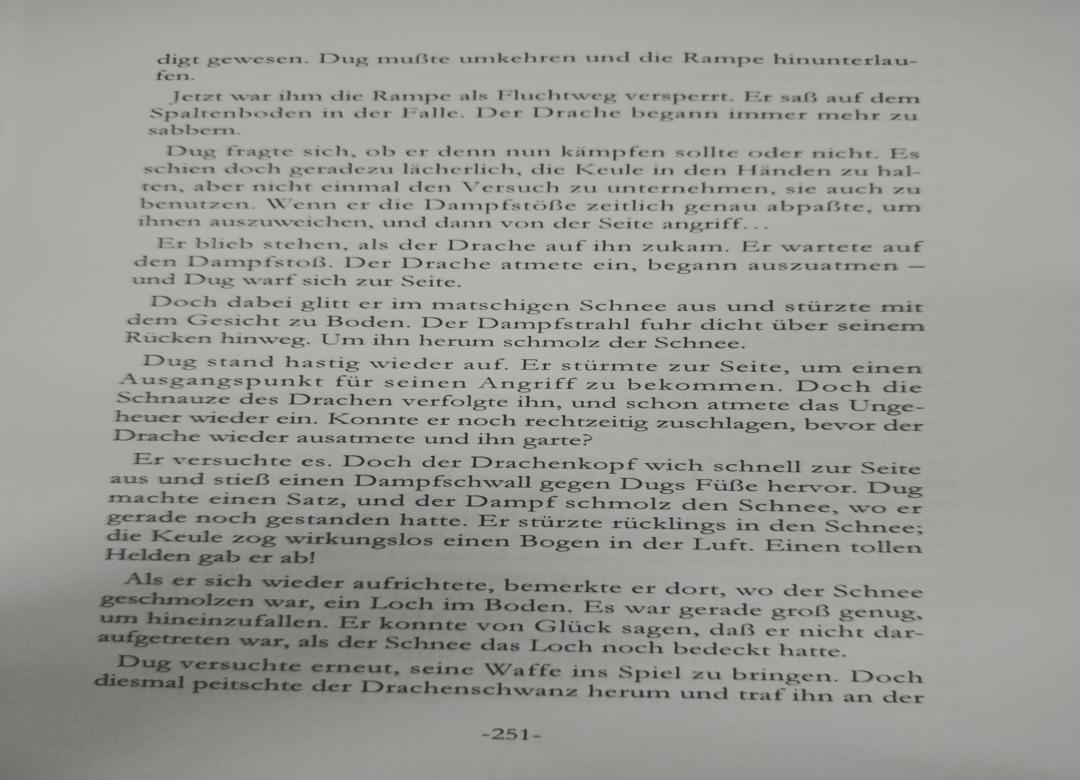 digt gewesen. Dug mußte umkehren und die Rampe hinunterlau-
fen.
Jetzt war ihm die Rampe als Fluchtweg versperrt. Er saß auf dem
Spaltenboden in der Falle. Der Drache begann immer mehr zu
sabbern.
Dug fragte sich, ob er denn nun kämpfen sollte oder nicht. Es
schien doch geradezu lächerlich, die Keule in den Händen zu hal-
ten, aber nicht einmal den Versuch zu unternehmen, sie auch zu
benutzen. Wenn er die Dampfstöße zeitlich genau abpaßte, um
ihnen auszuweichen, und dann von der Seite angriff...
Er blieb stehen, als der Drache auf ihn zukam. Er wartete auf
den Dampfstoß. Der Drache atmete ein, begann auszuatmen –
und Dug warf sich zur Seite.
Doch dabei glitt er im matschigen Schnee aus und stürzte mit
dem Gesicht zu Boden. Der Dampfstrahl fuhr dicht über seinem
Rücken hinweg. Um ihn herum schmolz der Schnee.
Dug stand hastig wieder auf. Er stürmte zur Seite, um einen
Ausgangspunkt für seinen Angriff zu bekommen. Doch die
Schnauze des Drachen verfolgte ihn, und schon atmete das Unge-
heuer wieder ein. Konnte er noch rechtzeitig zuschlagen, bevor der
Drache wieder ausatmete und ihn garte?
Er versuchte es. Doch der Drachenkopf wich schnell zur Seite
aus und stieß einen Dampfschwall gegen Dugs Füße hervor. Dug
machte einen Satz, und der Dampf schmolz den Schnee, wo er
gerade noch gestanden hatte. Er stürzte rücklings in den Schnee;
die Keule zog wirkungslos einen Bogen in der Luft. Einen tollen
Helden gab er ab!
Als er sich wieder aufrichtete, bemerkte er dort, wo der Schnee
geschmolzen war, ein Loch im Boden. Es war gerade groß genug,
um hineinzufallen. Er konnte von Glück sagen, daß er nicht dar-
aufgetreten war, als der Schnee das Loch noch bedeckt hatte.
Dug versuchte erneut, seine Waffe ins Spiel zu bringen. Doch
diesmal peitschte der Drachenschwanz herum und traf ihn an der
-251-